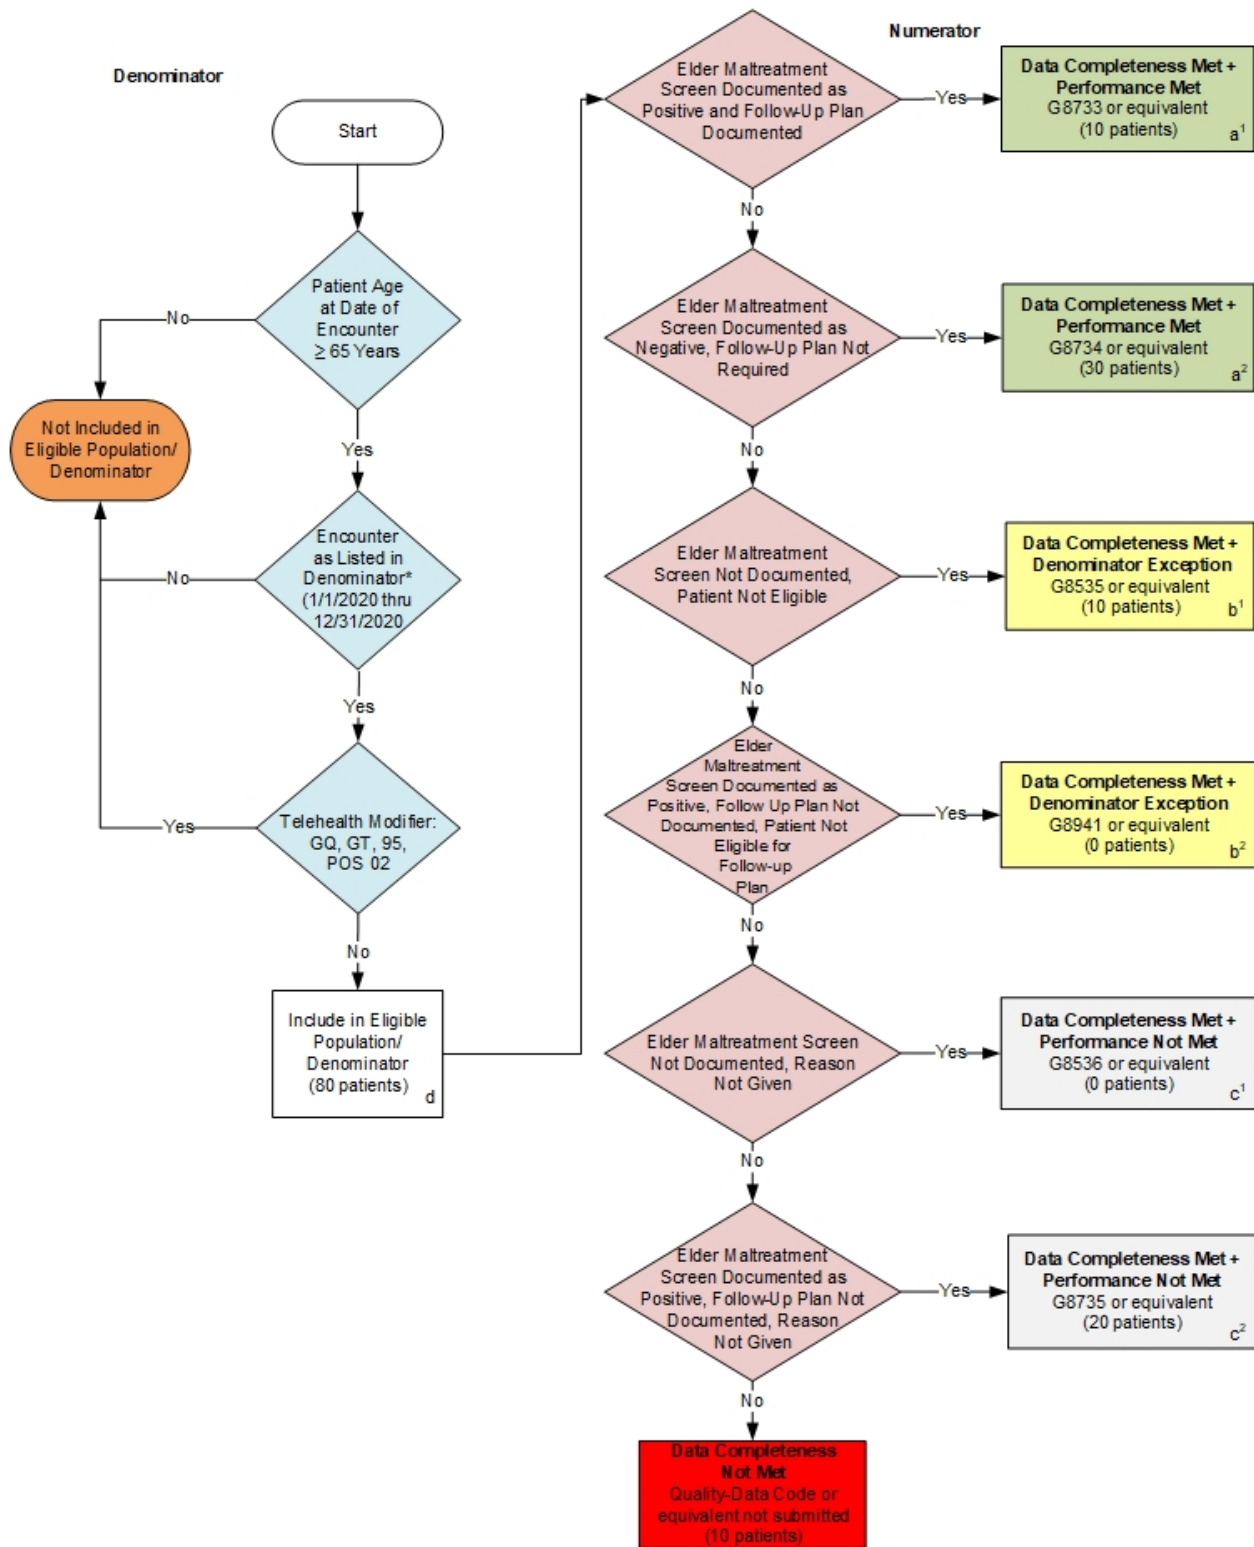 Denominator
Start
Patient Age
at Date of
Encounter
≥ 65 Years
No
Not Included in
Eligible Population/
Denominator
Yes
Encounter
as Listed in
Denominator*
(1/1/2020 thru
12/31/2020
No
Yes
Telehealth Modifier:
GQ, GT, 95,
POS 02
Yes
No
Include in Eligible
Population/
Denominator
(80 patients)
d
Numerator
Elder Maltreatment
Screen Documented as
Positive and Follow-Up Plan
Documented
Yes
Data Completeness Met +
Performance Met
G8733 or equivalent
(10 patients)
a¹
No
Elder Maltreatment
Screen Documented as
Negative, Follow-Up Plan Not
Required
Yes
Data Completeness Met +
Performance Met
G8734 or equivalent
(30 patients)
a²
No
Elder Maltreatment
Screen Not Documented,
Patient Not Eligible
Yes
Data Completeness Met +
Denominator Exception
G8535 or equivalent
(10 patients)
b¹
No
Elder
Maltreatment
Screen Documented as
Positive, Follow Up Plan Not
Documented, Patient Not
Eligible for
Follow-up
Plan
Yes
Data Completeness Met +
Denominator Exception
G8941 or equivalent
(0 patients)
b²
No
Elder Maltreatment Screen
Not Documented, Reason
Not Given
Yes
Data Completeness Met +
Performance Not Met
G8536 or equivalent
(0 patients)
c¹
No
Elder Maltreatment
Screen Documented as
Positive, Follow-Up Plan Not
Documented, Reason
Not Given
Yes
Data Completeness Met +
Performance Not Met
G8735 or equivalent
(20 patients)
c²
No
Data Completeness
Not Met
Quality-Data Code or
equivalent not submitted
(10 patients)